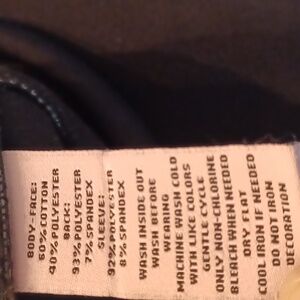 BODY-FACE:
60%COTTON
40%POLYESTER
BACK:
93%POLYESTER
7%SPANDEX
SLEEVE:
92%POLYESTER
8%SPANDEX
WASH INSIDE OUT
WASH BEFORE
WEARING
MACHINE WASH COLD
WITH LIKE COLORS
GENTLE CYCLE
ONLY NON-CHLORINE
BLEACH WHEN NEEDED
DRY FLAT
COOL IRON IF NEEDED
DO NOT IRON
DECORATION